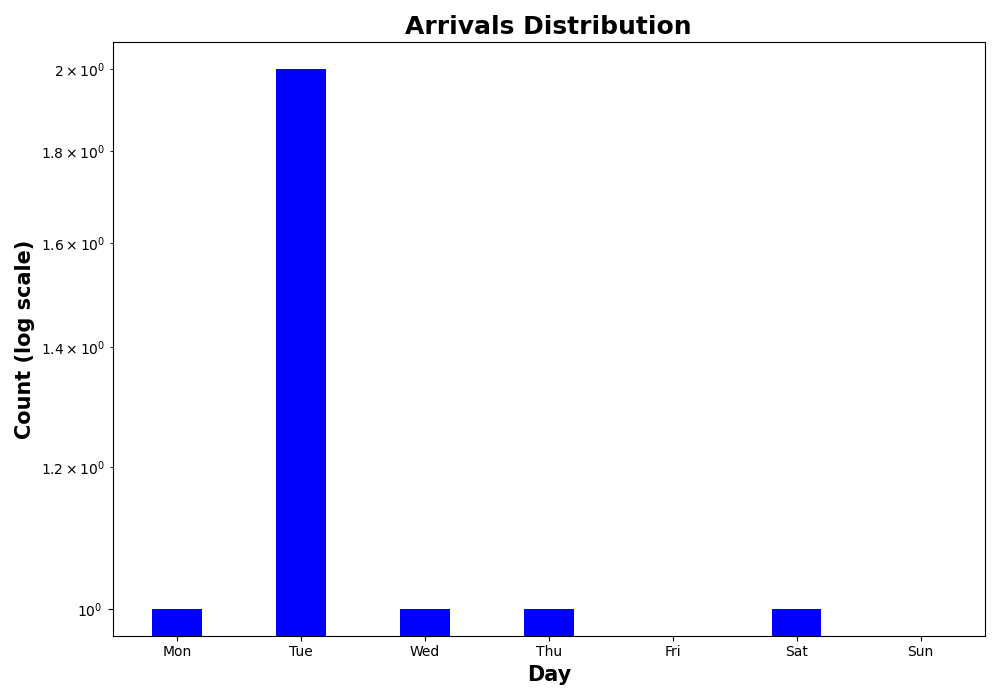 Arrivals Distribution
2 × 10⁰
1.8 × 10⁰
1.6 × 10⁰
1.4 × 10⁰
1.2 × 10⁰
10⁰
Count (log scale)
Mon Tue Wed Thu Fri Sat Sun
Day